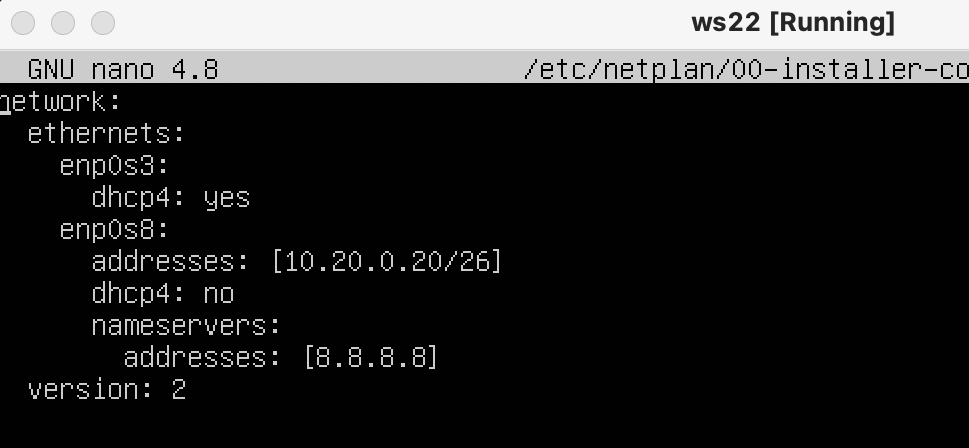 ws22 [Running]
GNU nano 4.8 /etc/netplan/00-installer-co
network:
  ethernets:
    enp0s3:
      dhcp4: yes
    enp0s8:
      addresses: [10.20.0.20/26]
      dhcp4: no
      nameservers:
        addresses: [8.8.8.8]
  version: 2